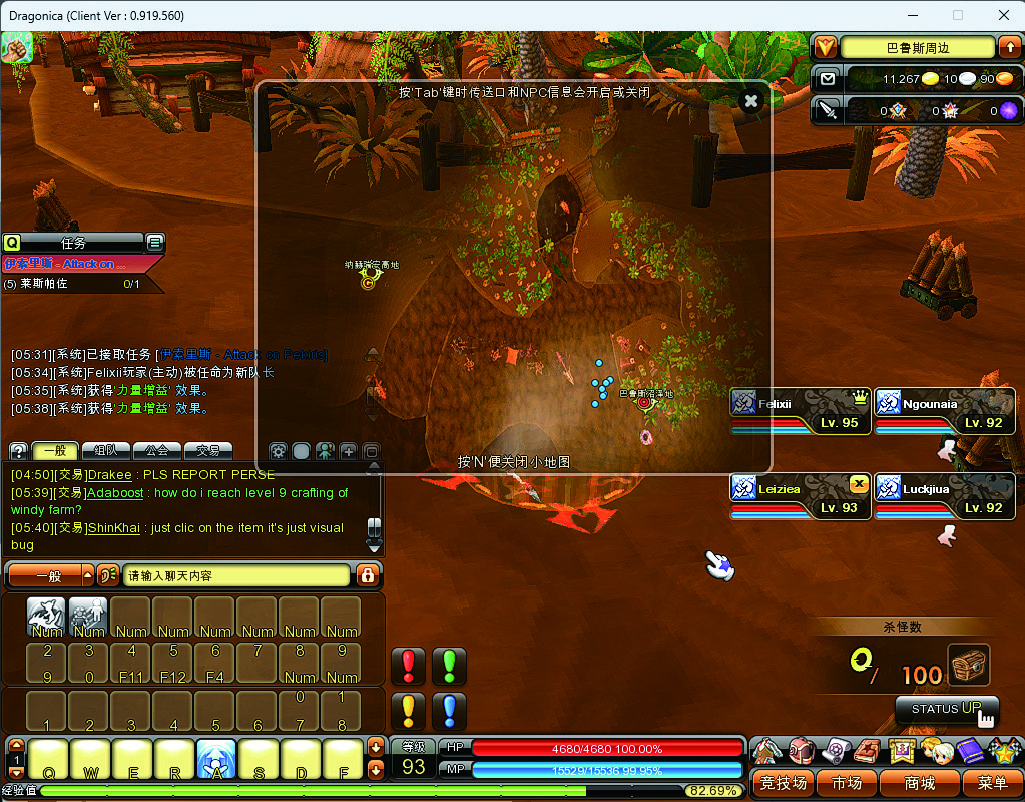 Dragonica (Client Ver : 0.919.560)
巴鲁斯周边
11.267 10 90
0 0 0
按'Tab'键时传送口和NPC信息会开启或关闭
Q 任务
伊索里斯 - Attack on ...
(5) 莱斯帕佐 0/1
巴鲁斯沼泽地
[05:31][系统]已接取任务 [伊索里斯 - Attack on Peloris]
[05:34][系统]Felixii玩家(主动)被任命为新队长
[05:35][系统]获得'力量增益' 效果。
[05:38][系统]获得'力量增益' 效果。
按'N'便关闭小地图
Felixii
Lv. 95
Ngounaia
Lv. 92
Leiziea
Lv. 93
Luckjiua
Lv. 92
? 一般 组队 公会 交易
[04:50][交易]Drakee : PLS REPORT PERSE
[05:39][交易]Adaboost : how do i reach level 9 crafting of
windy farm?
[05:40][交易]ShinKhai : just clic on the item it's just visual
bug
一般 请输入聊天内容
Num Num Num Num Num Num Num Num
2 3 4 5 6 7 8 9
9 0 F11 F12 F4 Num Num
0 1
1 2 3 4 5 6 7 8
杀怪数
0/ 100
STATUS UP
1 Q W E R A S D F
等级
93
HP 4680/4680 100.00%
MP 15529/15536 99.95%
经验值 82.69%
竞技场 市场 商城 菜单